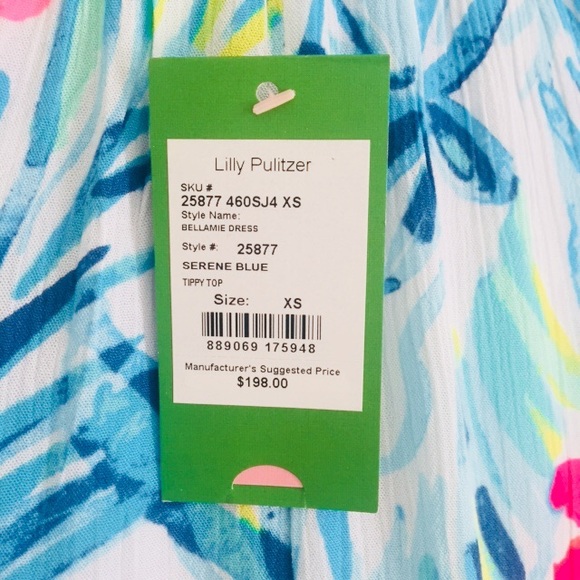 Lilly Pulitzer
SKU #
25877 460SJ4 XS
Style Name:
BELLAMIE DRESS
Style #: 25877
SERENE BLUE
TIPPY TOP
Size: XS
889069 175948
Manufacturer's Suggested Price
$198.00